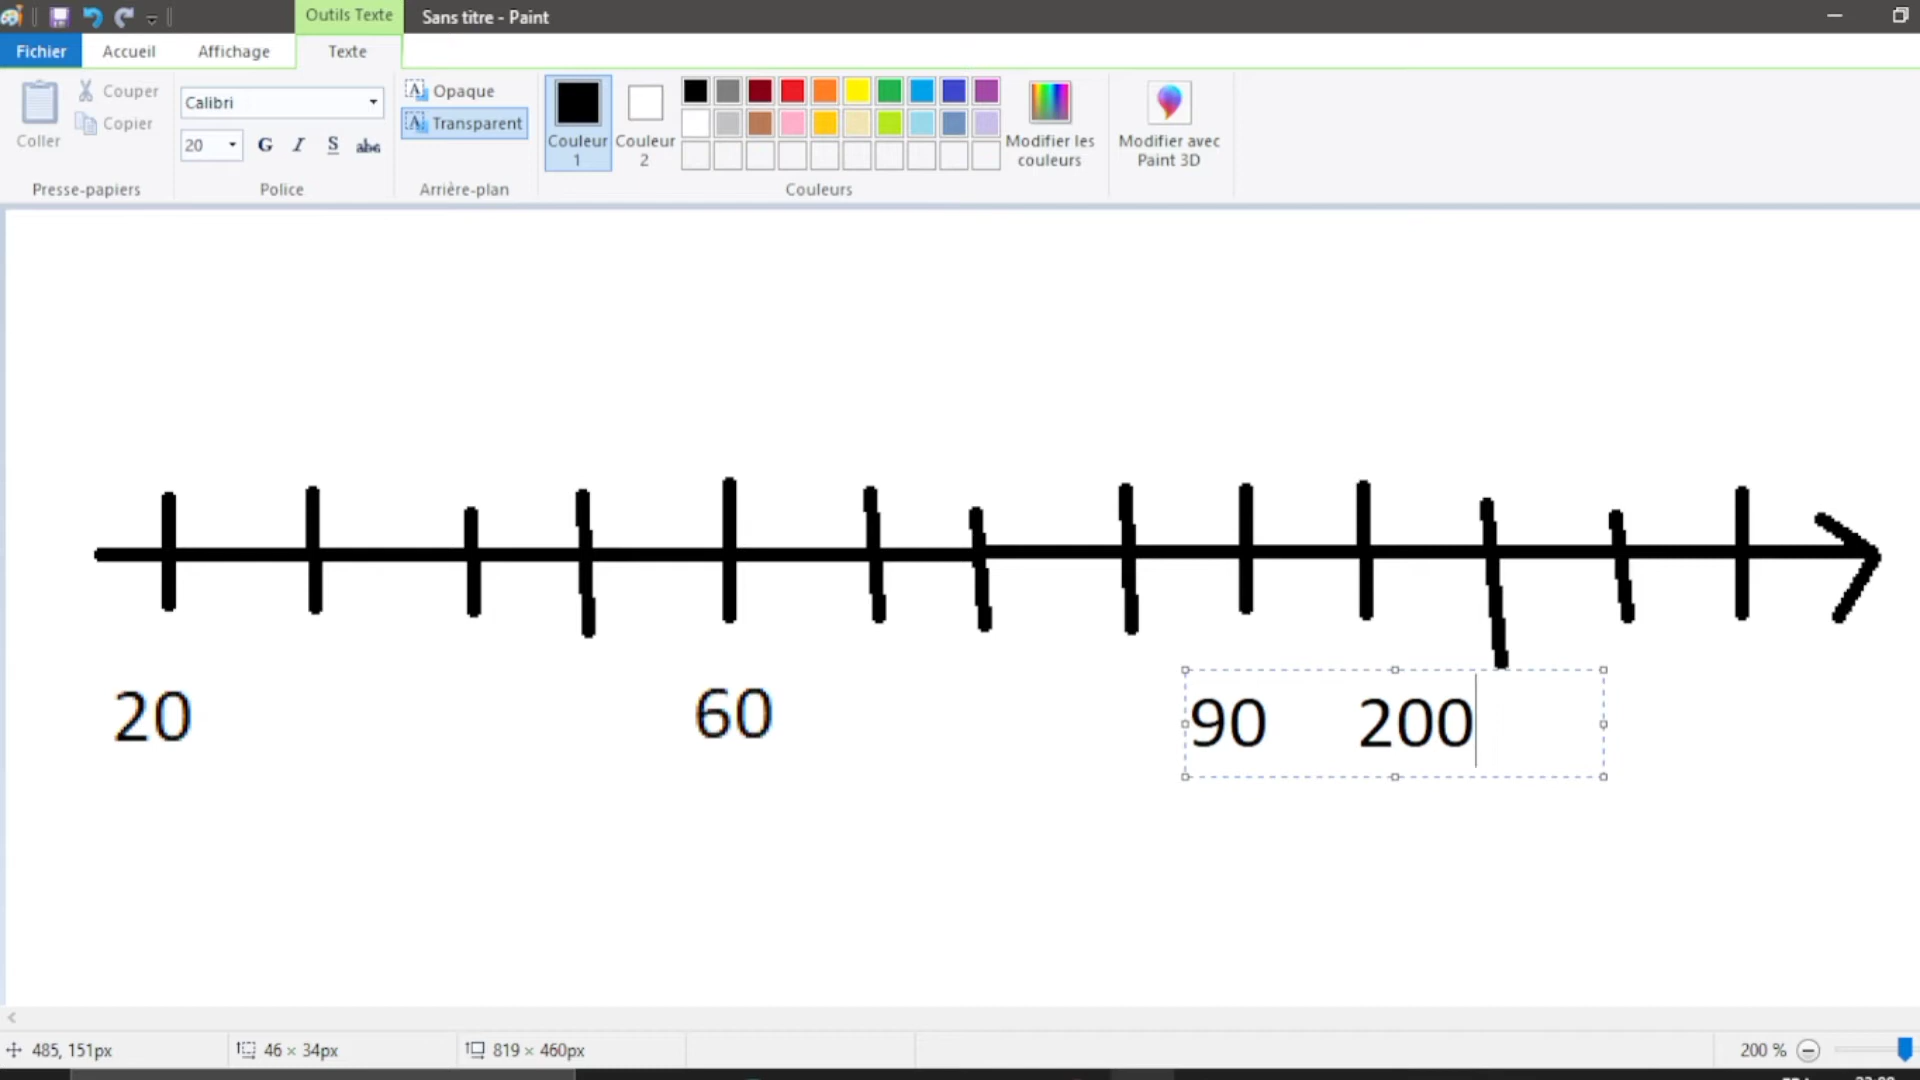 Outils Texte
Sans titre - Paint
Fichier
Accueil
Affichage
Texte
Coller
Couper
Copier
Presse-papiers
Calibri
20
G I S abc
Police
Opaque
Transparent
Arrière-plan
Couleur
1
Couleur
2
Couleurs
Modifier les
couleurs
Modifier avec
Paint 3D
20
60
90 200
485, 151px
46 × 34px
819 × 460px
200 %